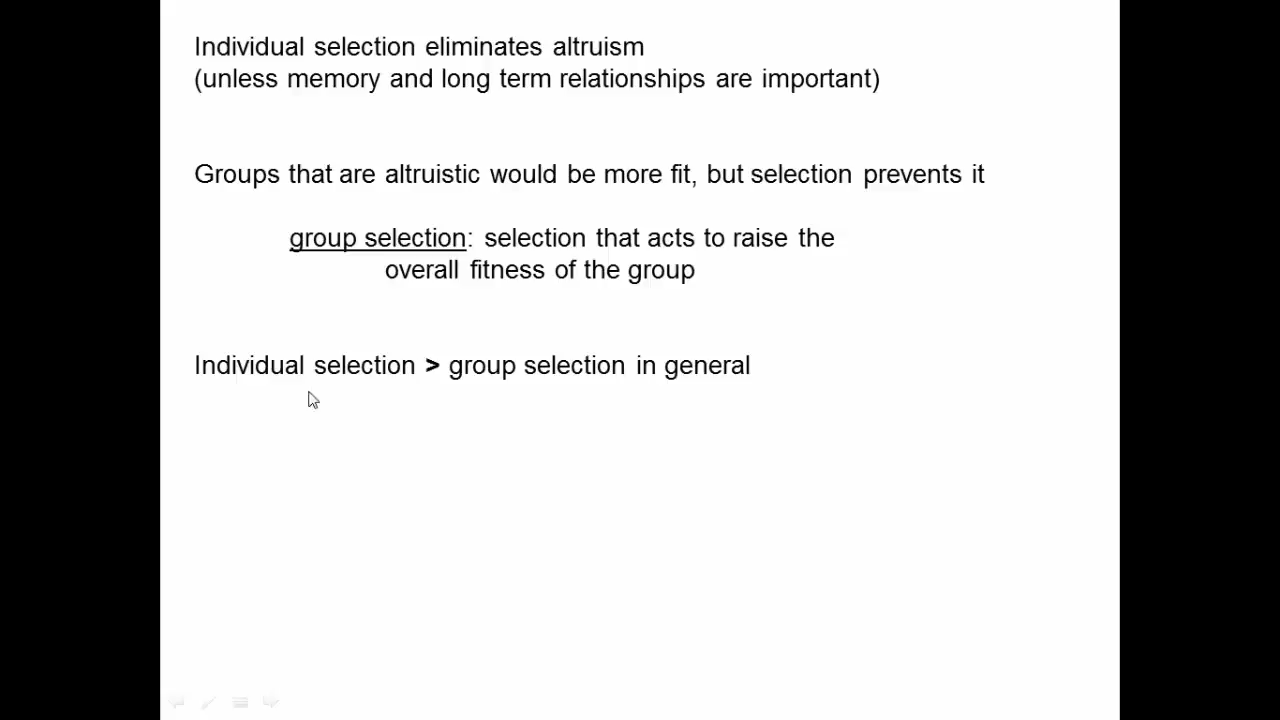 Individual selection eliminates altruism
(unless memory and long term relationships are important)
Groups that are altruistic would be more fit, but selection prevents it
group selection: selection that acts to raise the
overall fitness of the group
Individual selection > group selection in general